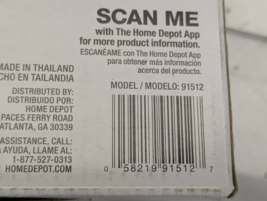 SCAN ME
with The Home Depot App
for more product information.
ESCANÉAME con The Home Depot App
para obtener más información
acerca del producto.
MADE IN THAILAND
CHO EN TAILANDIA
MODEL / MODELO: 91512
DISTRIBUTED BY:
DISTRIBUIDO POR:
HOME DEPOT
PACES FERRY ROAD
ATLANTA, GA 30339
ASSISTANCE, CALL:
AYUDA, LLAME AL:
1-877-527-0313
HOMEDEPOT.COM
0 58219 91512 7